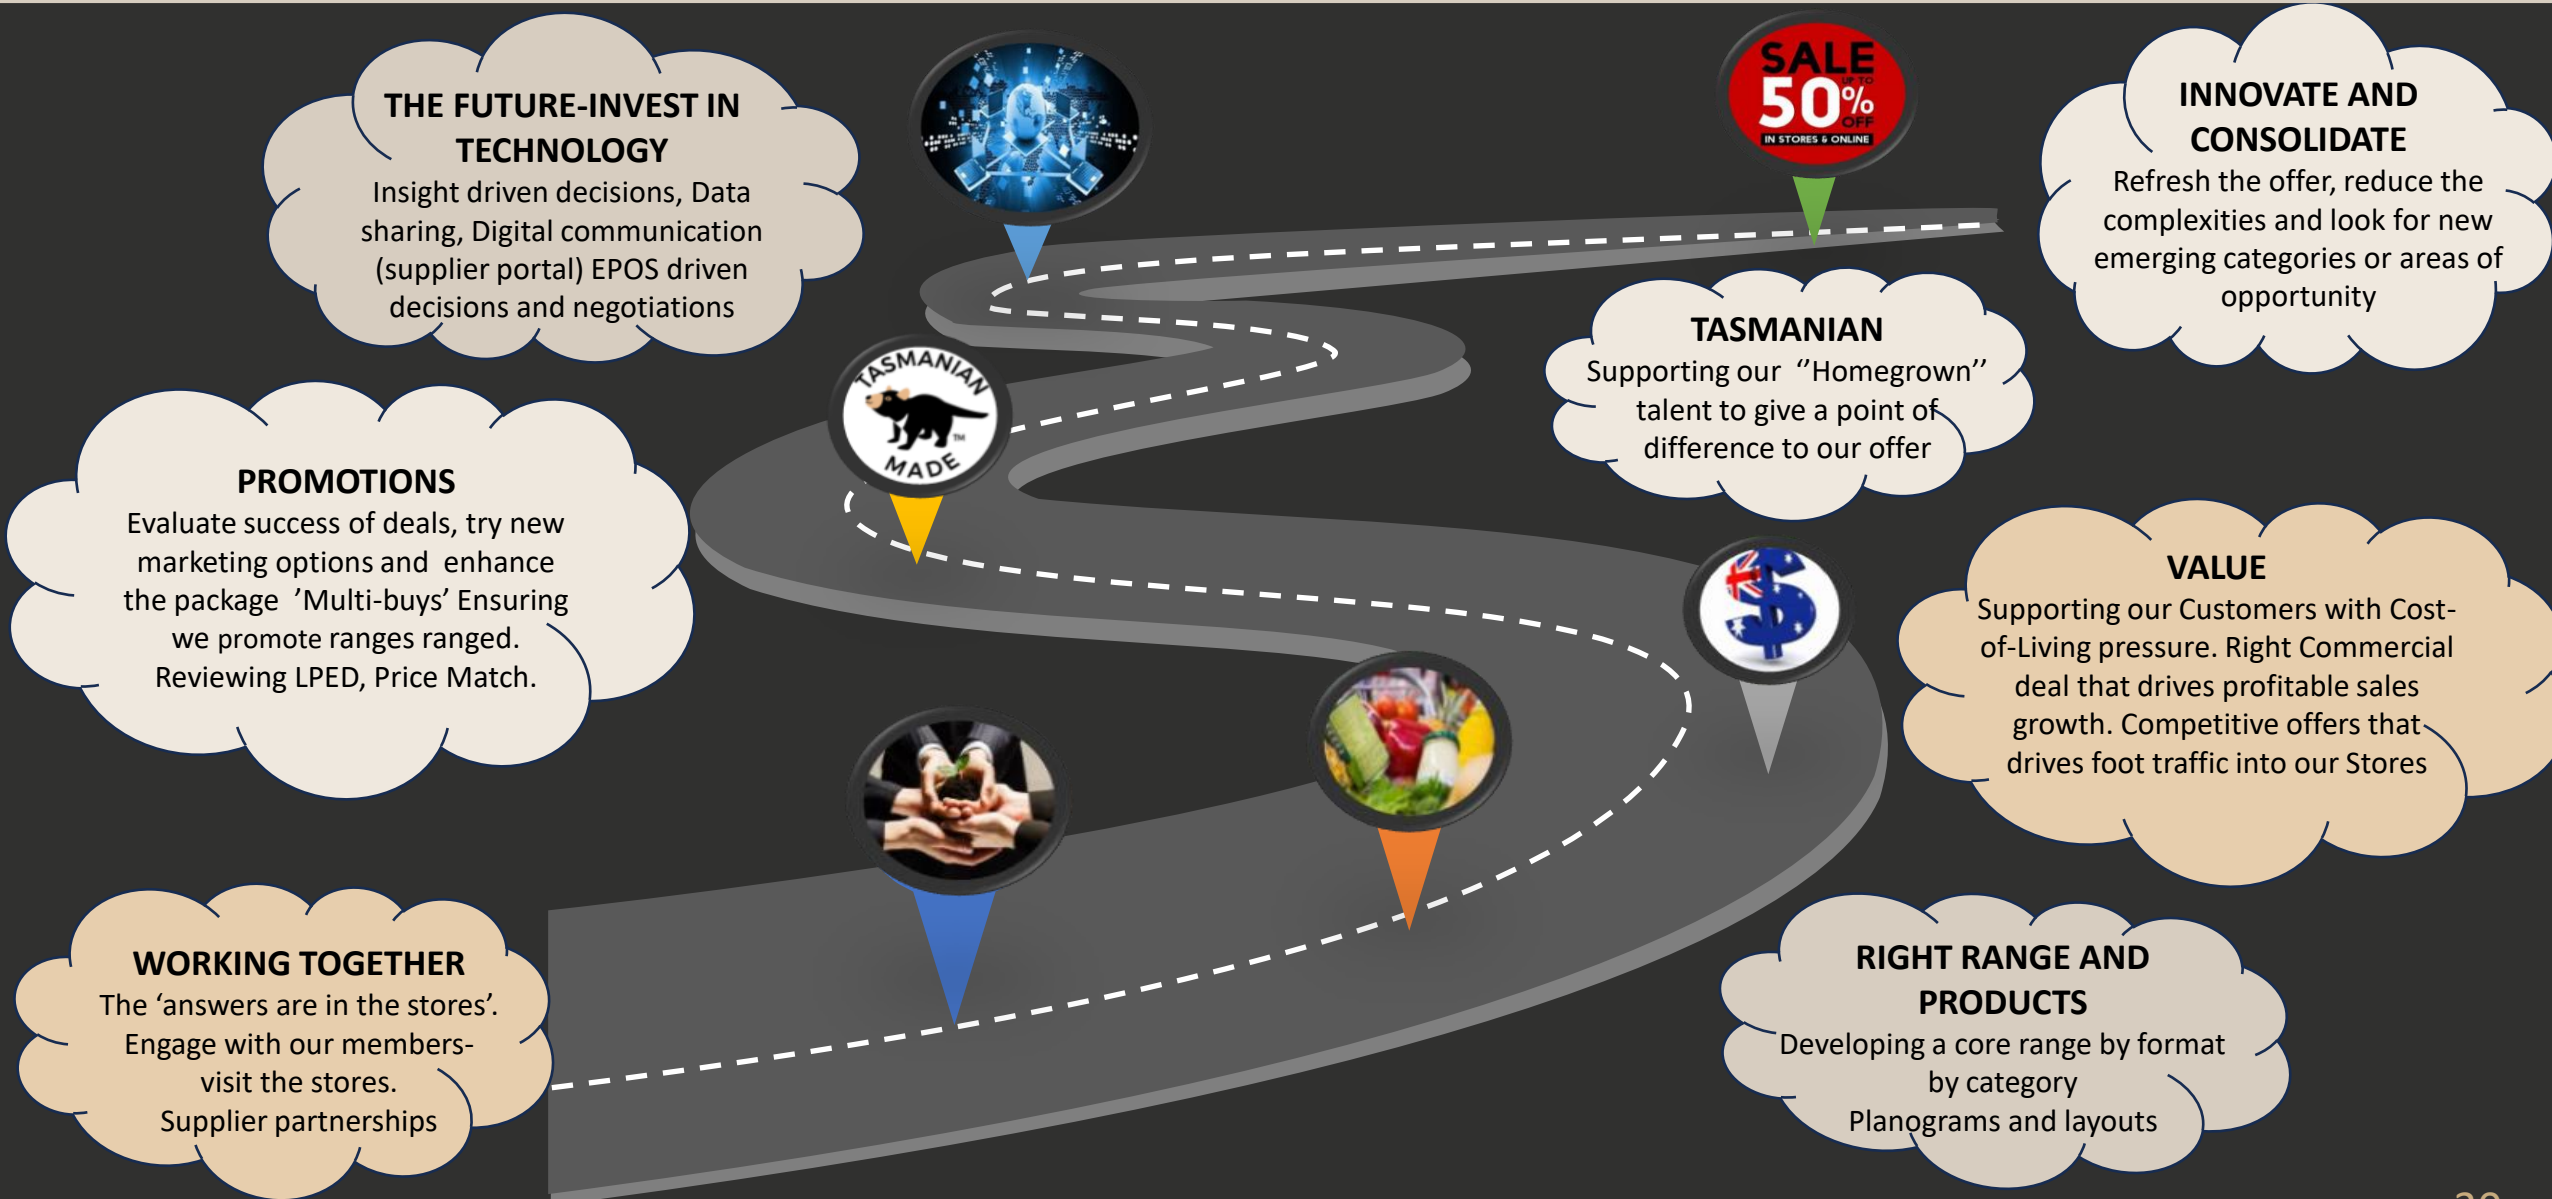 THE FUTURE-INVEST IN
TECHNOLOGY
Insight driven decisions, Data
sharing, Digital communication
(supplier portal) EPOS driven
decisions and negotiations
SALE
UP TO
50%
OFF
IN STORES & ONLINE
INNOVATE AND
CONSOLIDATE
Refresh the offer, reduce the
complexities and look for new
emerging categories or areas of
opportunity
TASMANIAN
Supporting our ‘’Homegrown’’
talent to give a point of
difference to our offer
TASMANIAN
TM
MADE
PROMOTIONS
Evaluate success of deals, try new
marketing options and enhance
the package ’Multi-buys’ Ensuring
we promote ranges ranged.
Reviewing LPED, Price Match.
VALUE
Supporting our Customers with Cost-
of-Living pressure. Right Commercial
deal that drives profitable sales
growth. Competitive offers that
drives foot traffic into our Stores
$
WORKING TOGETHER
The ‘answers are in the stores’.
Engage with our members-
visit the stores.
Supplier partnerships
RIGHT RANGE AND
PRODUCTS
Developing a core range by format
by category
Planograms and layouts